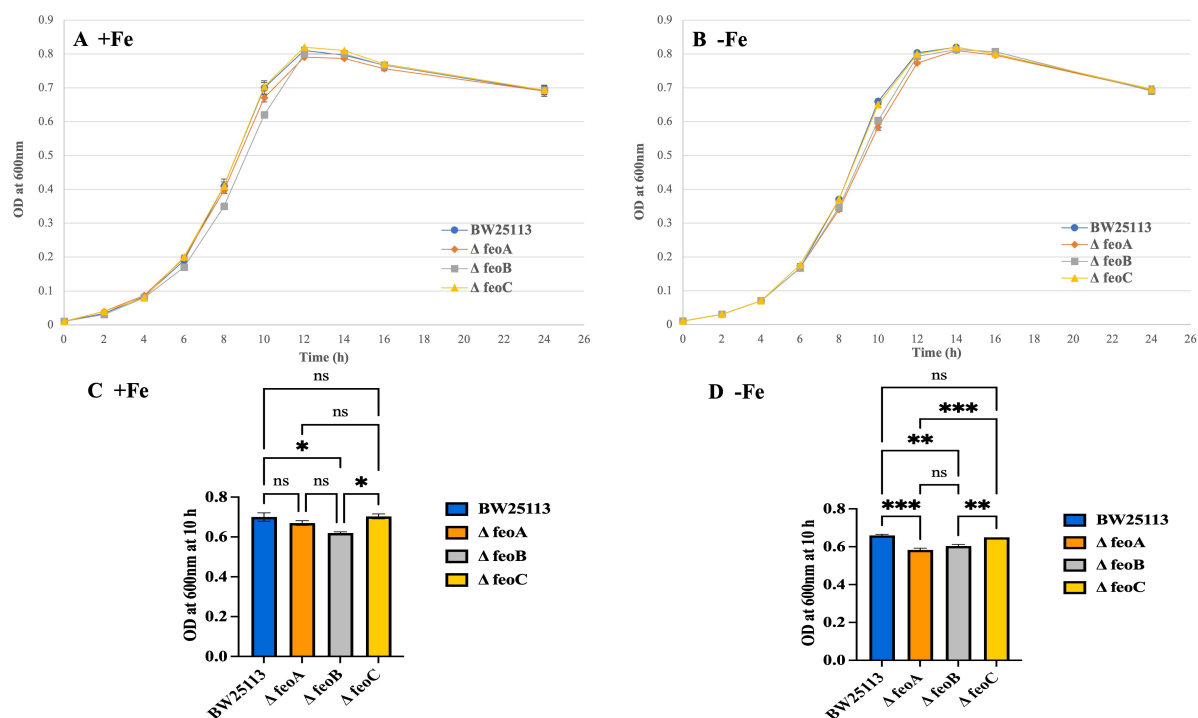 A +Fe
0.9
0.8
0.7
0.6
0.5
0.4
0.3
0.2
0.1
0
OD at 600nm
0 2 4 6 8 10 12 14 16 18 20 22 24 26
Time (h)
BW25113
Δ feoA
Δ feoB
Δ feoC
B -Fe
0.9
0.8
0.7
0.6
0.5
0.4
0.3
0.2
0.1
0
OD at 600nm
0 2 4 6 8 10 12 14 16 18 20 22 24 26
Time (h)
BW25113
Δ feoA
Δ feoB
Δ feoC
C +Fe
ns
ns
*
ns ns *
0.8
0.6
0.4
0.2
0.0
OD at 600nm at 10 h
BW25113
Δ feoA
Δ feoB
Δ feoC
BW25113
Δ feoA
Δ feoB
Δ feoC
D -Fe
ns
***
**
ns
*** **
0.8
0.6
0.4
0.2
0.0
OD at 600nm at 10 h
BW25113
Δ feoA
Δ feoB
Δ feoC
BW25113
Δ feoA
Δ feoB
Δ feoC